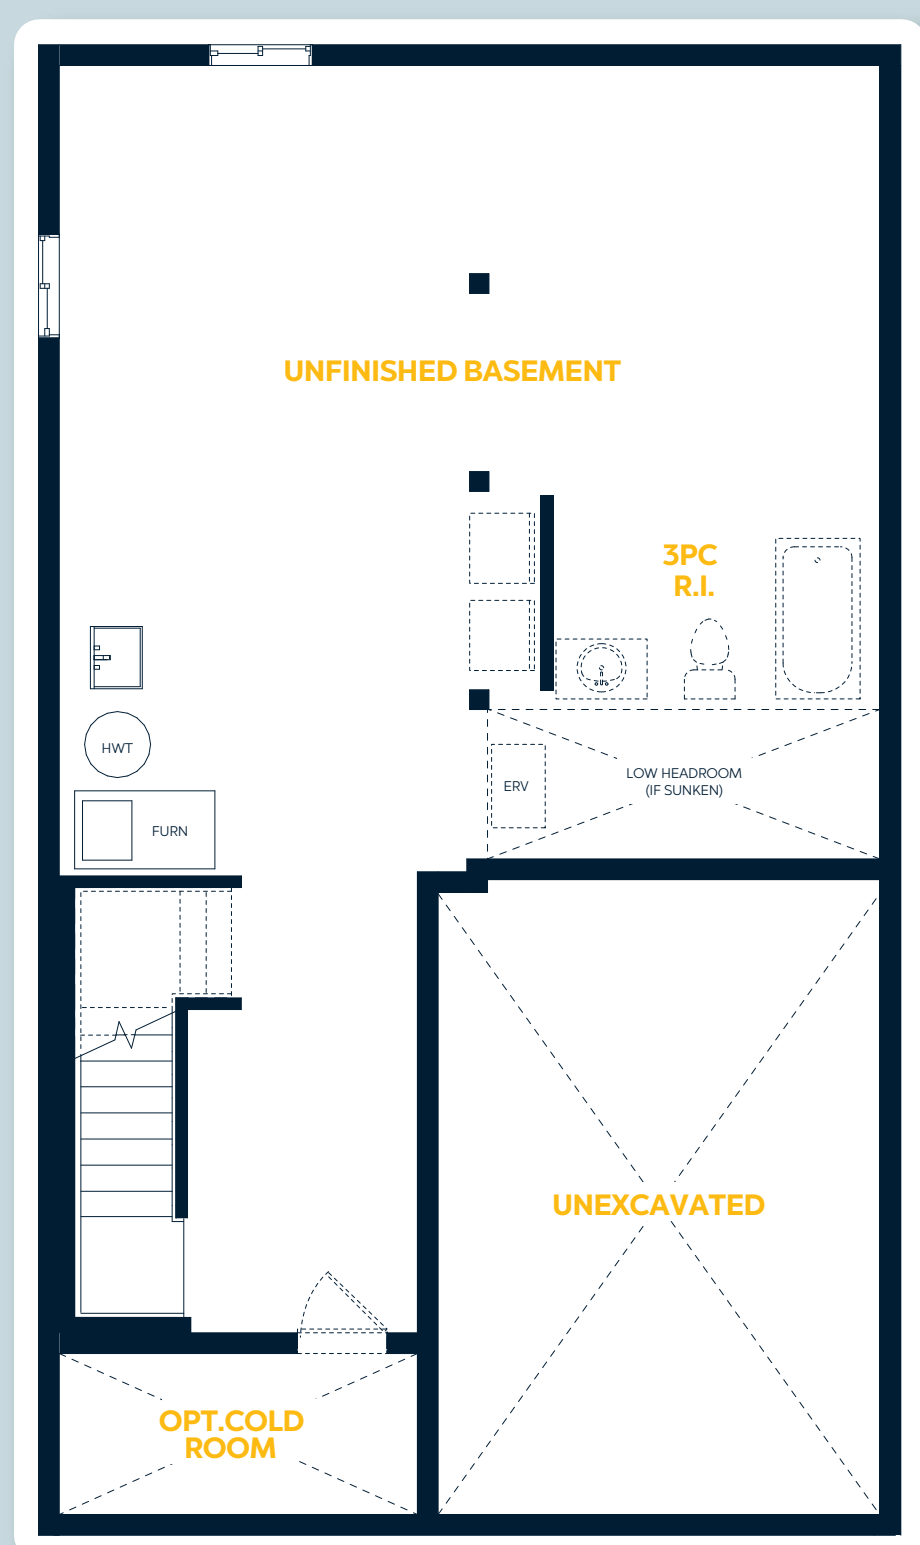 UNFINISHED BASEMENT
3PC
R.I.
HWT
FURN
ERV
LOW HEADROOM
(IF SUNKEN)
UNEXCAVATED
OPT.COLD
ROOM